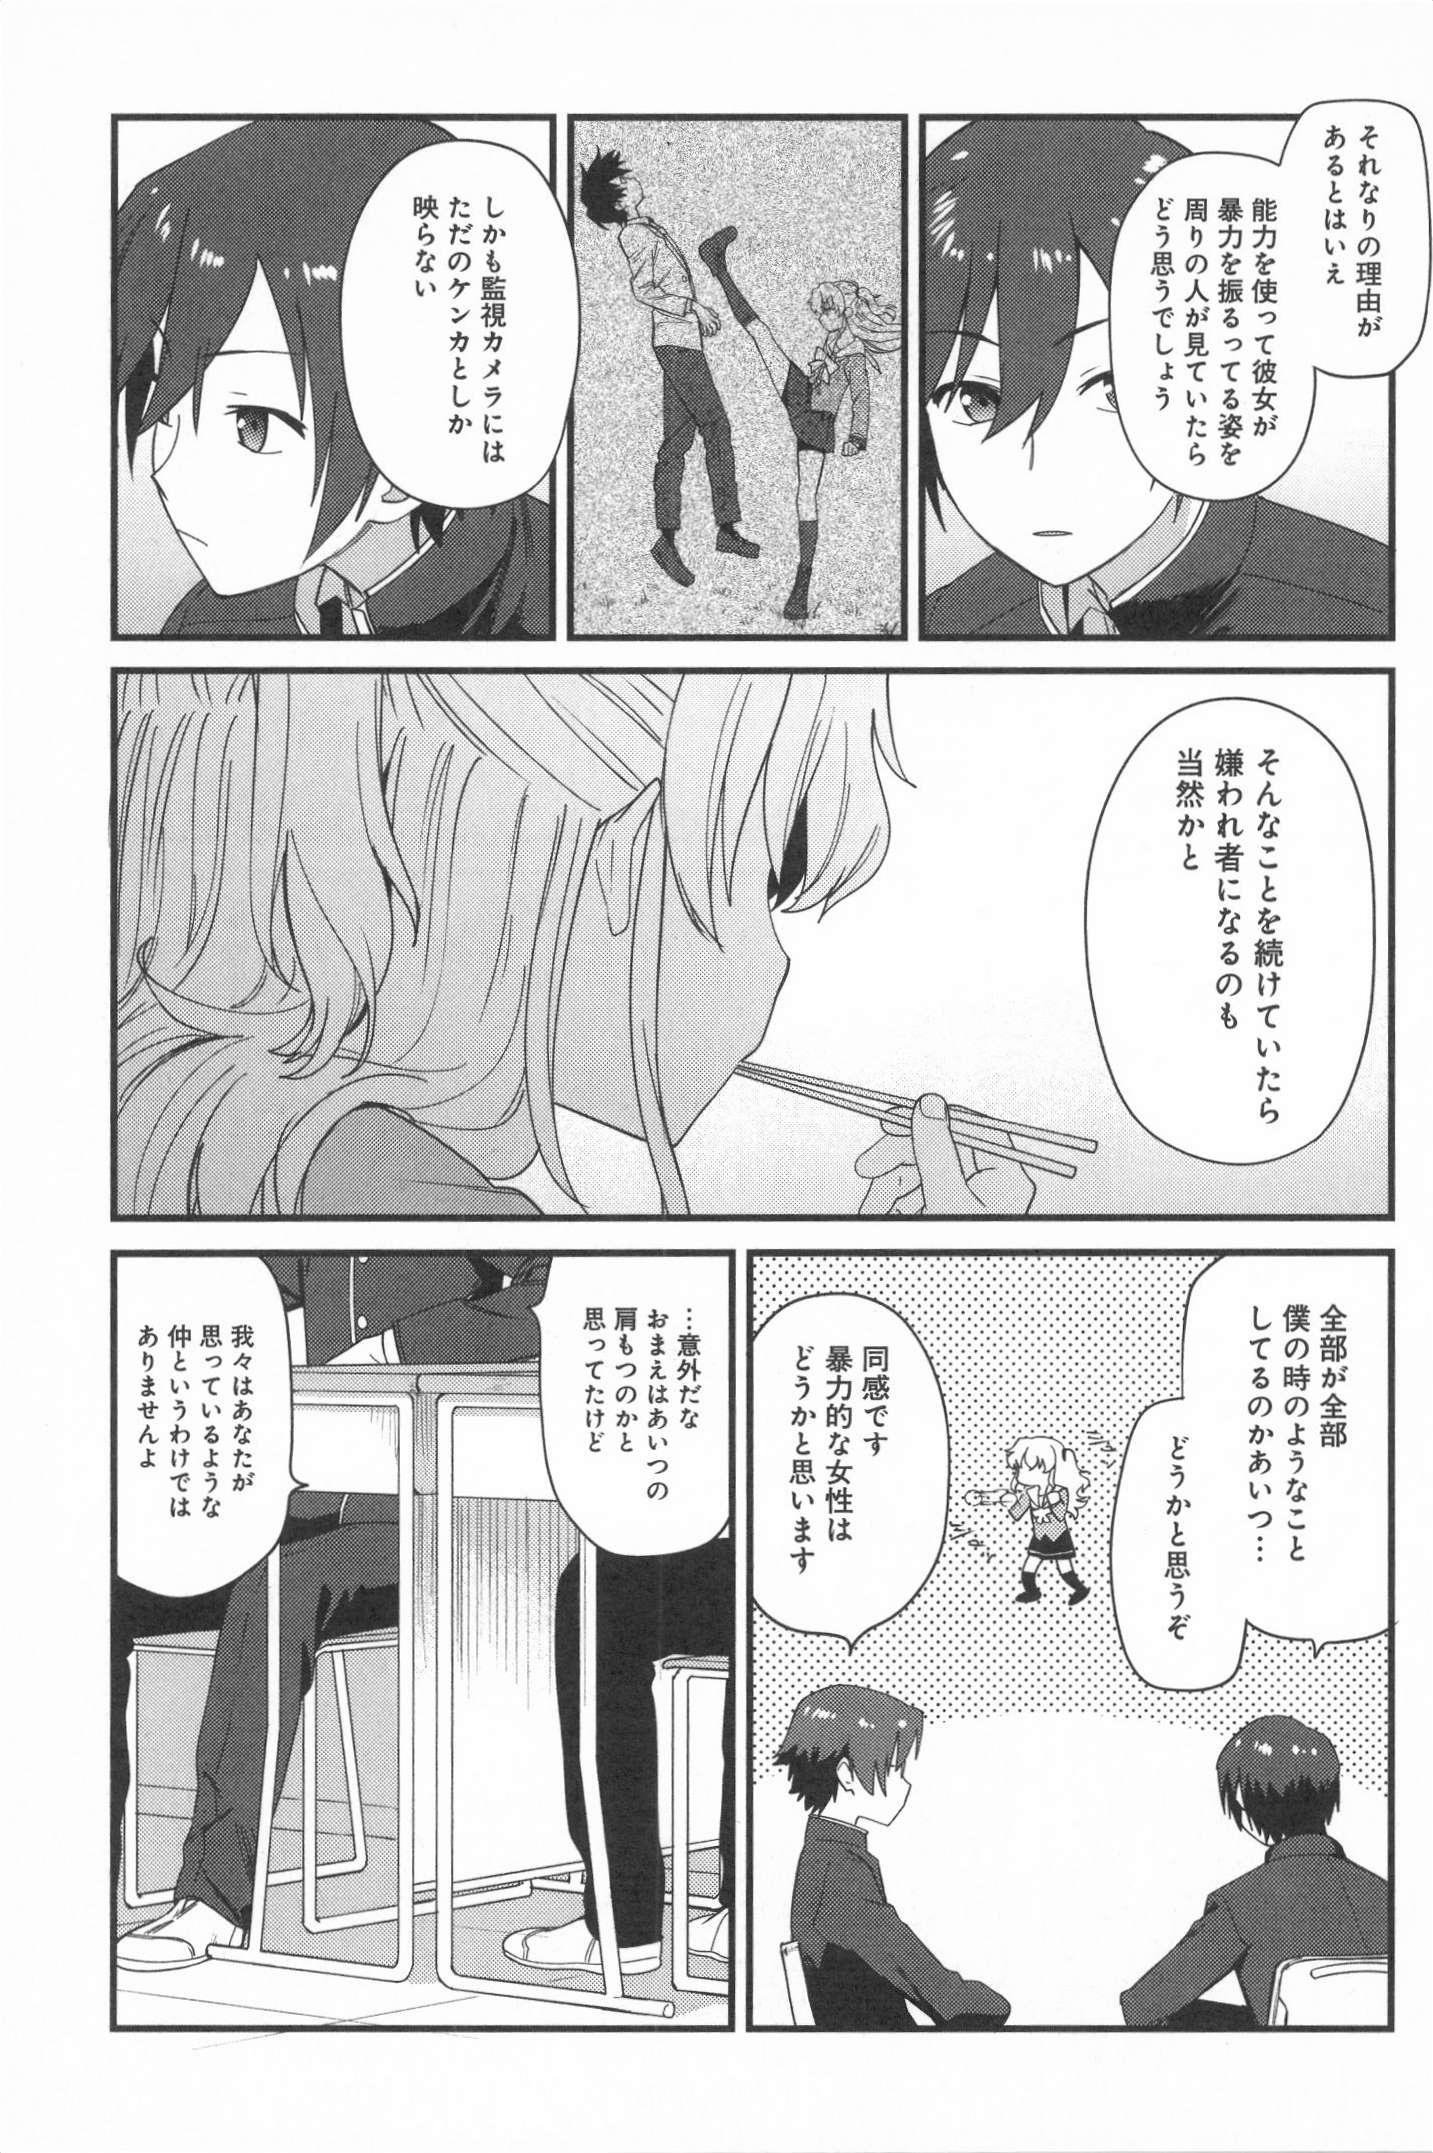 それなりの理由が
あるとはいえ
能力を使って彼女が
暴力を振るってる姿を
周りの人が見ていたら
どう思うでしょう
しかも監視カメラには
ただのケンカとしか
映らない
そんなことを続けていたら
嫌われ者になるのも
当然かと
全部が全部
僕の時のようなこと
してるのかあいつ…
どうかと思うぞ
同感です
暴力的な女性は
どうかと思います
…意外だな
おまえはあいつの
肩もつのかと
思ってたけど
我々はあなたが
思っているような
仲というわけでは
ありませんよ